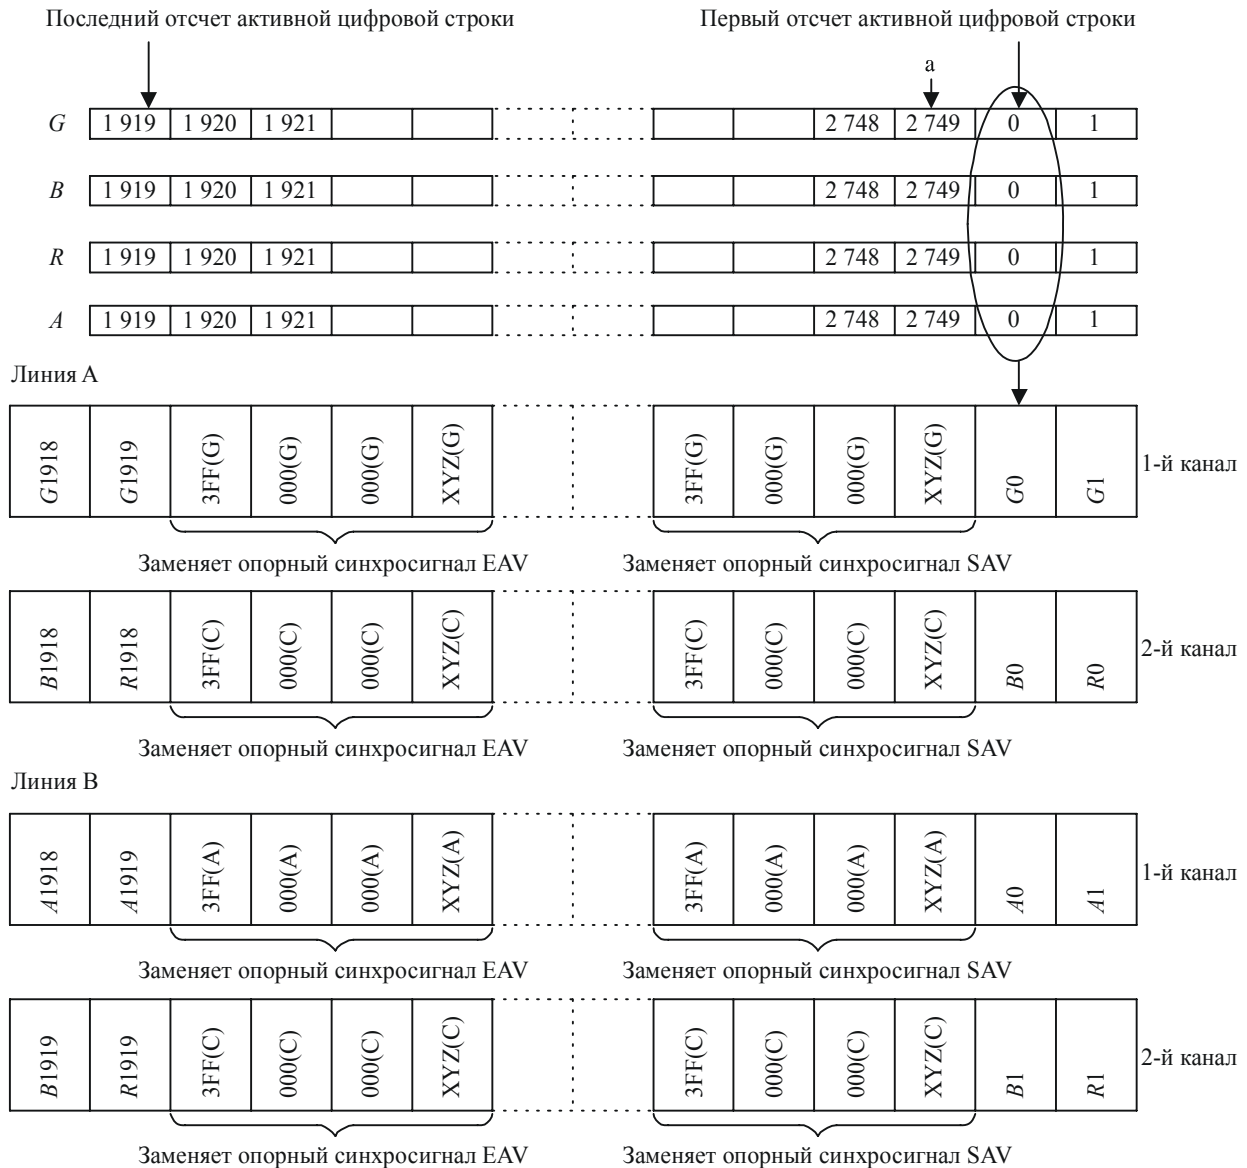 Последний отсчет активной цифровой строки Первый отсчет активной цифровой строки
a
G 1 919 1 920 1 921 2 748 2 749 0 1
B 1 919 1 920 1 921 2 748 2 749 0 1
R 1 919 1 920 1 921 2 748 2 749 0 1
A 1 919 1 920 1 921 2 748 2 749 0 1
Линия A
G1918 G1919 3FF(G) 000(G) 000(G) XYZ(G) 3FF(G) 000(G) 000(G) XYZ(G) G0 G1 1-й канал
Заменяет опорный синхросигнал EAV Заменяет опорный синхросигнал SAV
B1918 R1918 3FF(C) 000(C) 000(C) XYZ(C) 3FF(C) 000(C) 000(C) XYZ(C) B0 R0 2-й канал
Заменяет опорный синхросигнал EAV Заменяет опорный синхросигнал SAV
Линия B
A1918 A1919 3FF(A) 000(A) 000(A) XYZ(A) 3FF(A) 000(A) 000(A) XYZ(A) A0 A1 1-й канал
Заменяет опорный синхросигнал EAV Заменяет опорный синхросигнал SAV
B1919 R1919 3FF(C) 000(C) 000(C) XYZ(C) 3FF(C) 000(C) 000(C) XYZ(C) B1 R1 2-й канал
Заменяет опорный синхросигнал EAV Заменяет опорный синхросигнал SAV